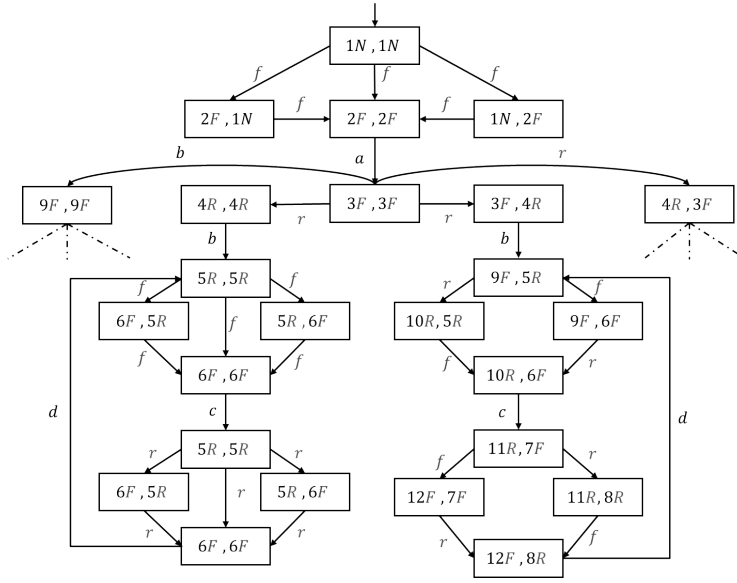 1N , 1N
f f f
2F , 1N f 2F , 2F f 1N , 2F
b a r
9F , 9F 4R , 4R r 3F , 3F r 3F , 4R 4R , 3F
b b
5R , 5R 9F , 5R
f f r f
6F , 5R f 5R , 6F 10R, 5R 9F , 6F
f f f r
6F , 6F 10R , 6F
d c c d
5R , 5R 11R, 7F
r r f r
6F , 5R r 5R , 6F 12F , 7F 11R, 8R
r r r f
6F , 6F 12F , 8R